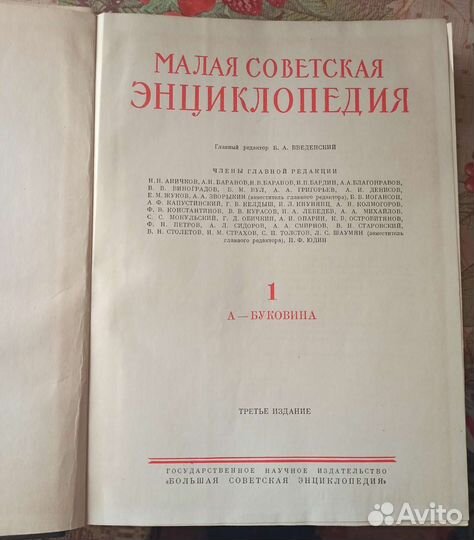 МАЛАЯ СОВЕТСКАЯ
ЭНЦИКЛОПЕДИЯ
Главный редактор Б. А. ВВЕДЕНСКИЙ
ЧЛЕНЫ ГЛАВНОЙ РЕДАКЦИИ
Н. Н. АНИЧКОВ, А. И. БАРАНОВ, Н. В. БАРАНОВ, И. П. БАРДИН, А. А. БЛАГОНРАВОВ,
В. В. ВИНОГРАДОВ, Б. М. ВУЛ, А. А. ГРИГОРЬЕВ, А. И. ДЕНИСОВ,
Е. М. ЖУКОВ, А. А. ЗВОРЫКИН (заместитель главного редактора), Б. В. ИОГАНСОН,
А. Ф. КАПУСТИНСКИЙ, Г. В. КЕЛДЫШ, И. Л. КНУНЯНЦ, А. Н. КОЛМОГОРОВ,
Ф. В. КОНСТАНТИНОВ, В. В. КУРАСОВ, П. А. ЛЕБЕДЕВ, А. А. МИХАЙЛОВ,
С. С. МОКУЛЬСКИЙ, Г. Д. ОБИЧКИН, А. И. ОПАРИН, К. В. ОСТРОВИТЯНОВ,
Ф. Н. ПЕТРОВ, А. Л. СИДОРОВ, А. А. СМИРНОВ, В. Н. СТАРОВСКИЙ,
В. Н. СТОЛЕТОВ, Н. М. СТРАХОВ, С. П. ТОЛСТОВ, Л. С. ШАУМЯН (заместитель
главного редактора), П. Ф. ЮДИН
1
А — БУКОВИНА
ТРЕТЬЕ ИЗДАНИЕ
ГОСУДАРСТВЕННОЕ НАУЧНОЕ ИЗДАТЕЛЬСТВО
«БОЛЬШАЯ СОВЕТСКАЯ ЭНЦИКЛОПЕДИЯ»
Avito